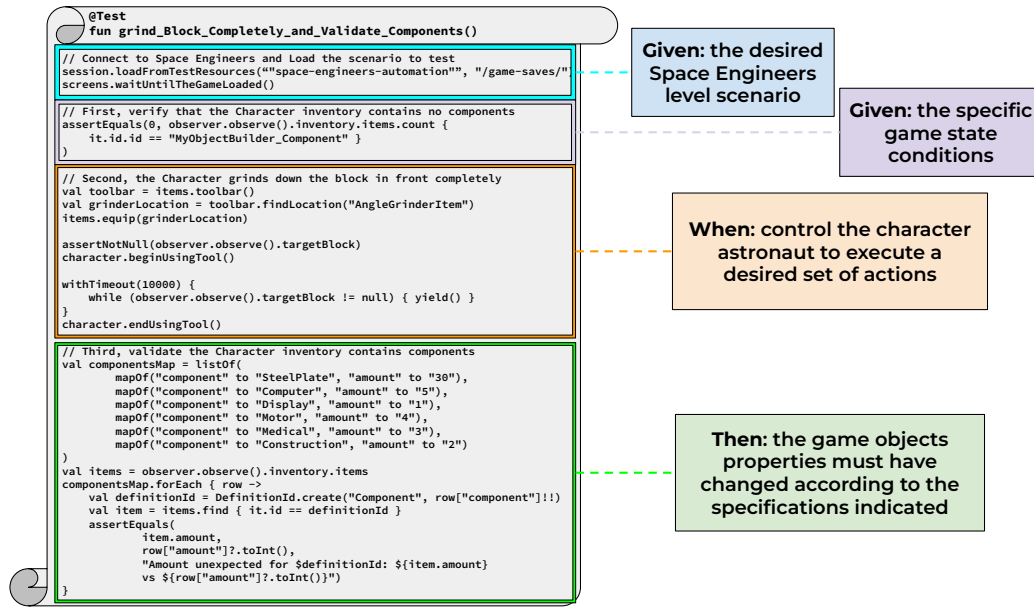 @Test
fun grind_Block_Completely_and_Validate_Components()
// Connect to Space Engineers and Load the scenario to test
session.loadFromTestResources(“"space-engineers-automation"”, "/game-saves/")
screens.waitUntilTheGameLoaded()
// First, verify that the Character inventory contains no components
assertEquals(0, observer.observe().inventory.items.count {
    it.id.id == "MyObjectBuilder_Component" }
)
// Second, the Character grinds down the block in front completely
val toolbar = items.toolbar()
val grinderLocation = toolbar.findLocation("AngleGrinderItem")
items.equip(grinderLocation)
assertNotNull(observer.observe().targetBlock)
character.beginUsingTool()
withTimeout(10000) {
    while (observer.observe().targetBlock != null) { yield() }
}
character.endUsingTool()
// Third, validate the Character inventory contains components
val componentsMap = listOf(
        mapOf("component" to "SteelPlate", "amount" to "30"),
        mapOf("component" to "Computer", "amount" to "5"),
        mapOf("component" to "Display", "amount" to "1"),
        mapOf("component" to "Motor", "amount" to "4"),
        mapOf("component" to "Medical", "amount" to "3"),
        mapOf("component" to "Construction", "amount" to "2")
)
val items = observer.observe().inventory.items
componentsMap.forEach { row ->
    val definitionId = DefinitionId.create("Component", row["component"]!!)
    val item = items.find { it.id == definitionId }
    assertEquals(
            item.amount,
            row["amount"]?.toInt(),
            "Amount unexpected for $definitionId: ${item.amount}
            vs ${row["amount"]?.toInt()}")
}
Given: the desired
Space Engineers
level scenario
Given: the specific
game state
conditions
When: control the character
astronaut to execute a
desired set of actions
Then: the game objects
properties must have
changed according to the
specifications indicated